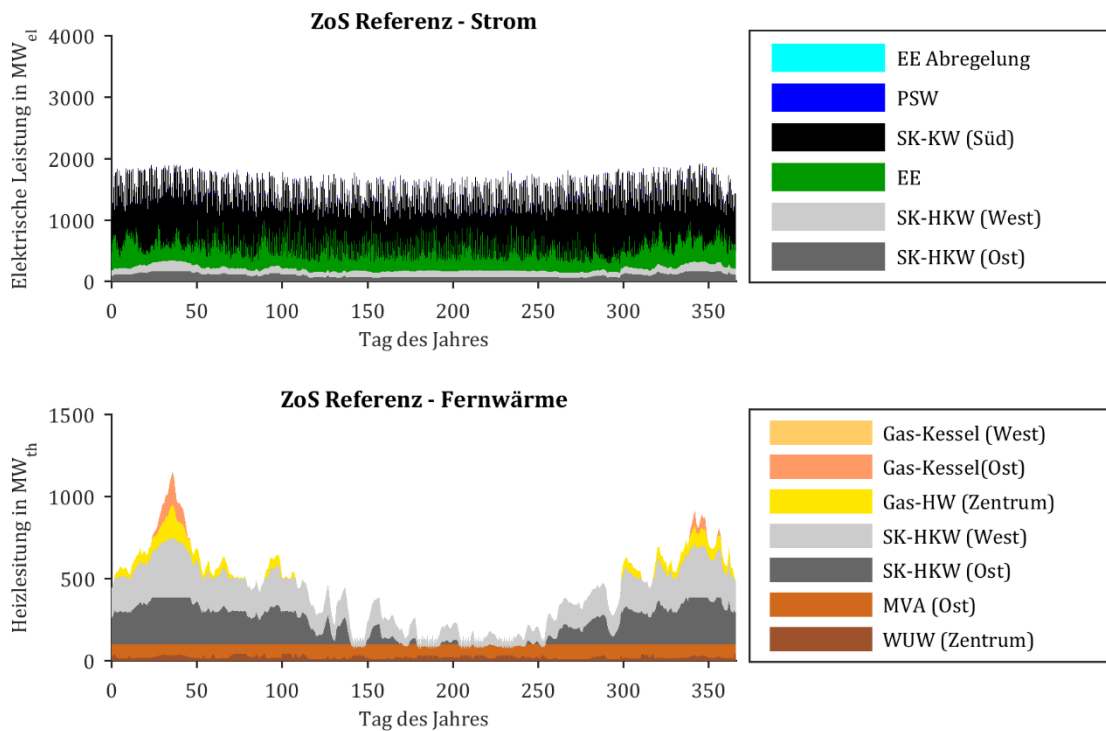 ZoS Referenz - Strom
Elektrische Leistung in MW_el
4000
3000
2000
1000
0
0 50 100 150 200 250 300 350
Tag des Jahres
EE Abregelung
PSW
SK-KW (Süd)
EE
SK-HKW (West)
SK-HKW (Ost)
ZoS Referenz - Fernwärme
Heizlesitung in MW_th
1500
1000
500
0
0 50 100 150 200 250 300 350
Tag des Jahres
Gas-Kessel (West)
Gas-Kessel(Ost)
Gas-HW (Zentrum)
SK-HKW (West)
SK-HKW (Ost)
MVA (Ost)
WUW (Zentrum)